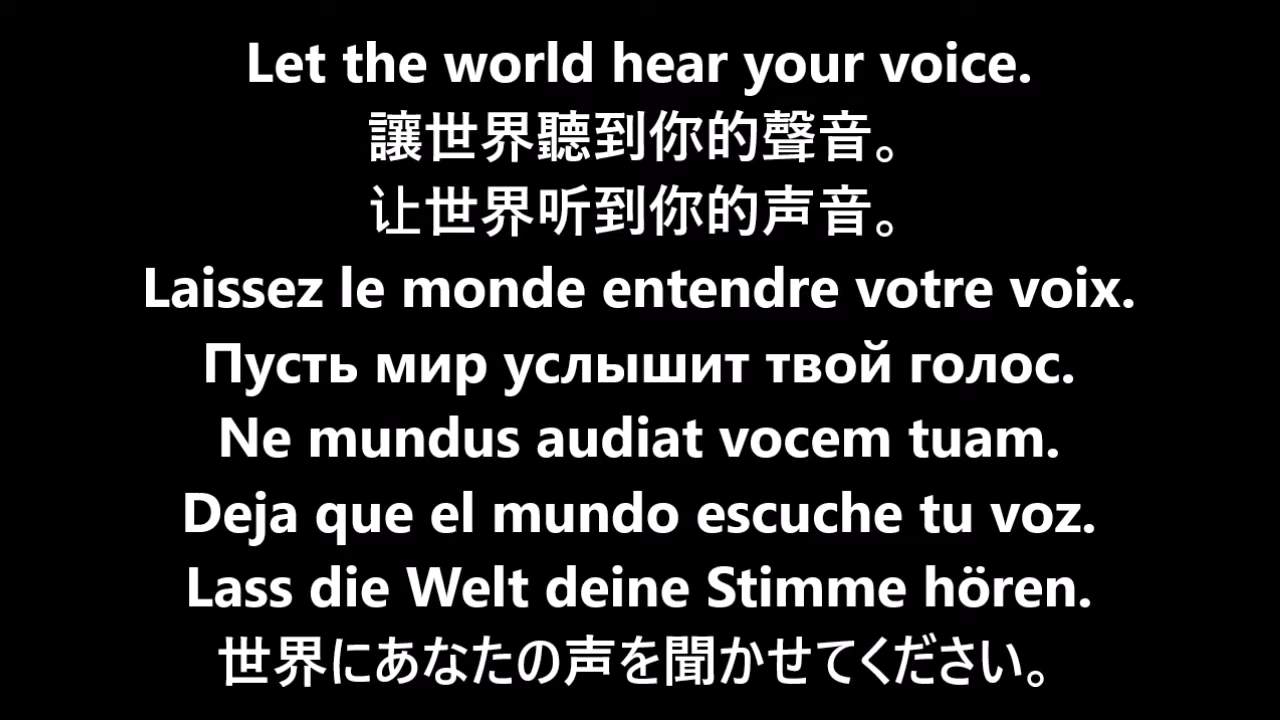 Let the world hear your voice.
讓世界聽到你的聲音。
让世界听到你的声音。
Laissez le monde entendre votre voix.
Пусть мир услышит твой голос.
Ne mundus audiat vocem tuam.
Deja que el mundo escuche tu voz.
Lass die Welt deine Stimme hören.
世界にあなたの声を聞かせてください。